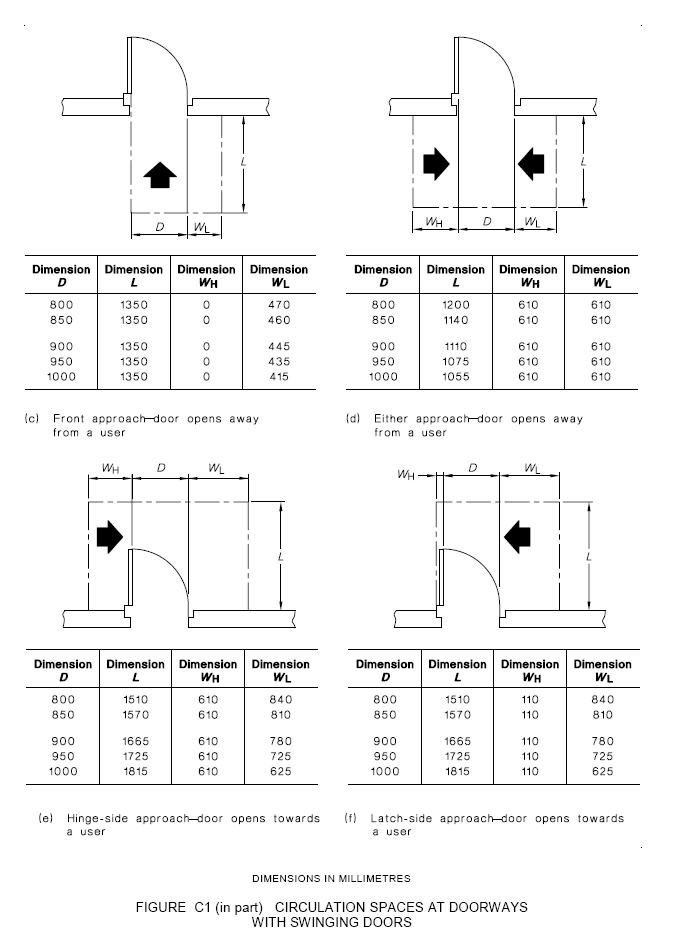 L
D WL
L
WH D WL
Dimension D Dimension L Dimension WH Dimension WL
800 1350 0 470
850 1350 0 460
900 1350 0 445
950 1350 0 435
1000 1350 0 415
Dimension D Dimension L Dimension WH Dimension WL
800 1200 610 610
850 1140 610 610
900 1110 610 610
950 1075 610 610
1000 1055 610 610
(c) Front approach—door opens away
from a user
(d) Either approach—door opens away
from a user
WH D WL
L
WH D WL
L
Dimension D Dimension L Dimension WH Dimension WL
800 1510 610 840
850 1570 610 810
900 1665 610 780
950 1725 610 725
1000 1815 610 625
Dimension D Dimension L Dimension WH Dimension WL
800 1510 110 840
850 1570 110 810
900 1665 110 780
950 1725 110 725
1000 1815 110 625
(e) Hinge-side approach—door opens towards
a user
(f) Latch-side approach—door opens towards
a user
DIMENSIONS IN MILLIMETRES
FIGURE C1 (in part) CIRCULATION SPACES AT DOORWAYS
WITH SWINGING DOORS